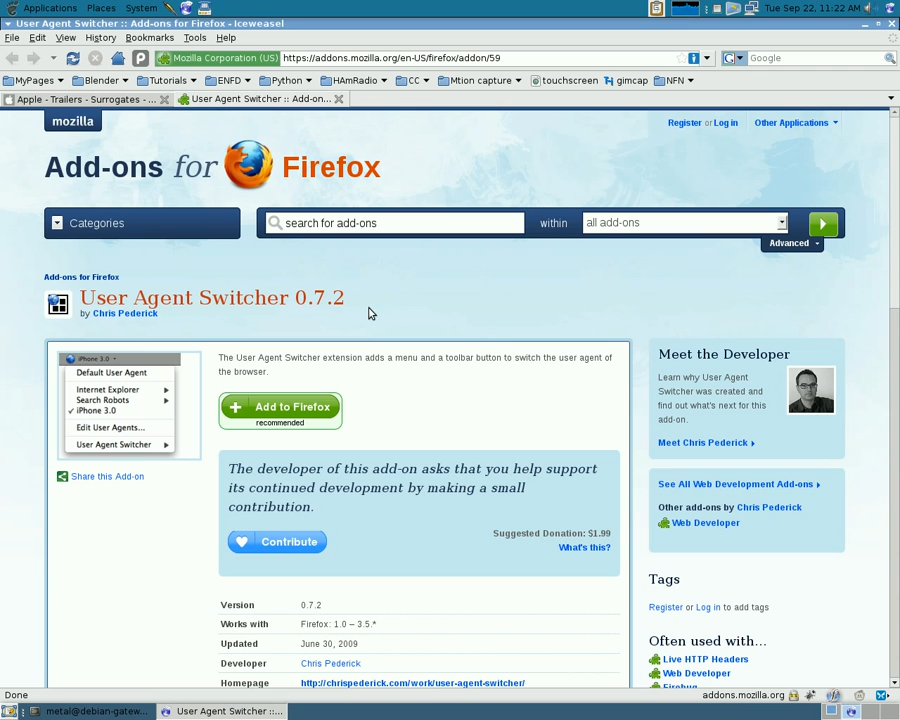 Applications Places System
Tue Sep 22, 11:22 AM
User Agent Switcher :: Add-ons for Firefox - Iceweasel
File Edit View History Bookmarks Tools Help
Mozilla Corporation (US) https://addons.mozilla.org/en-US/firefox/addon/59
Google
MyPages Blender Tutorials ENFD Python HAmRadio CC Mtion capture touchscreen gimcap NFN
Apple - Trailers - Surrogates - ...
User Agent Switcher :: Add-on...
mozilla
Register or Log in
Other Applications
Add-ons for Firefox
Categories
search for add-ons
within
all add-ons
Advanced
Add-ons for Firefox
User Agent Switcher 0.7.2
by Chris Pederick
iPhone 3.0
Default User Agent
Internet Explorer
Search Robots
✓ iPhone 3.0
Edit User Agents...
User Agent Switcher
Share this Add-on
The User Agent Switcher extension adds a menu and a toolbar button to switch the user agent of
the browser.
Add to Firefox
recommended
The developer of this add-on asks that you help support
its continued development by making a small
contribution.
Contribute
Suggested Donation: $1.99
What's this?
Version 0.7.2
Works with Firefox: 1.0 – 3.5.*
Updated June 30, 2009
Developer Chris Pederick
Homepage http://chrispederick.com/work/user-agent-switcher/
Meet the Developer
Learn why User Agent
Switcher was created and
find out what's next for this
add-on.
Meet Chris Pederick
See All Web Development Add-ons
Other add-ons by Chris Pederick
Web Developer
Tags
Register or Log in to add tags
Often used with...
Live HTTP Headers
Web Developer
Firebug
Done
addons.mozilla.org
metal@debian-gatew...
User Agent Switcher ::...